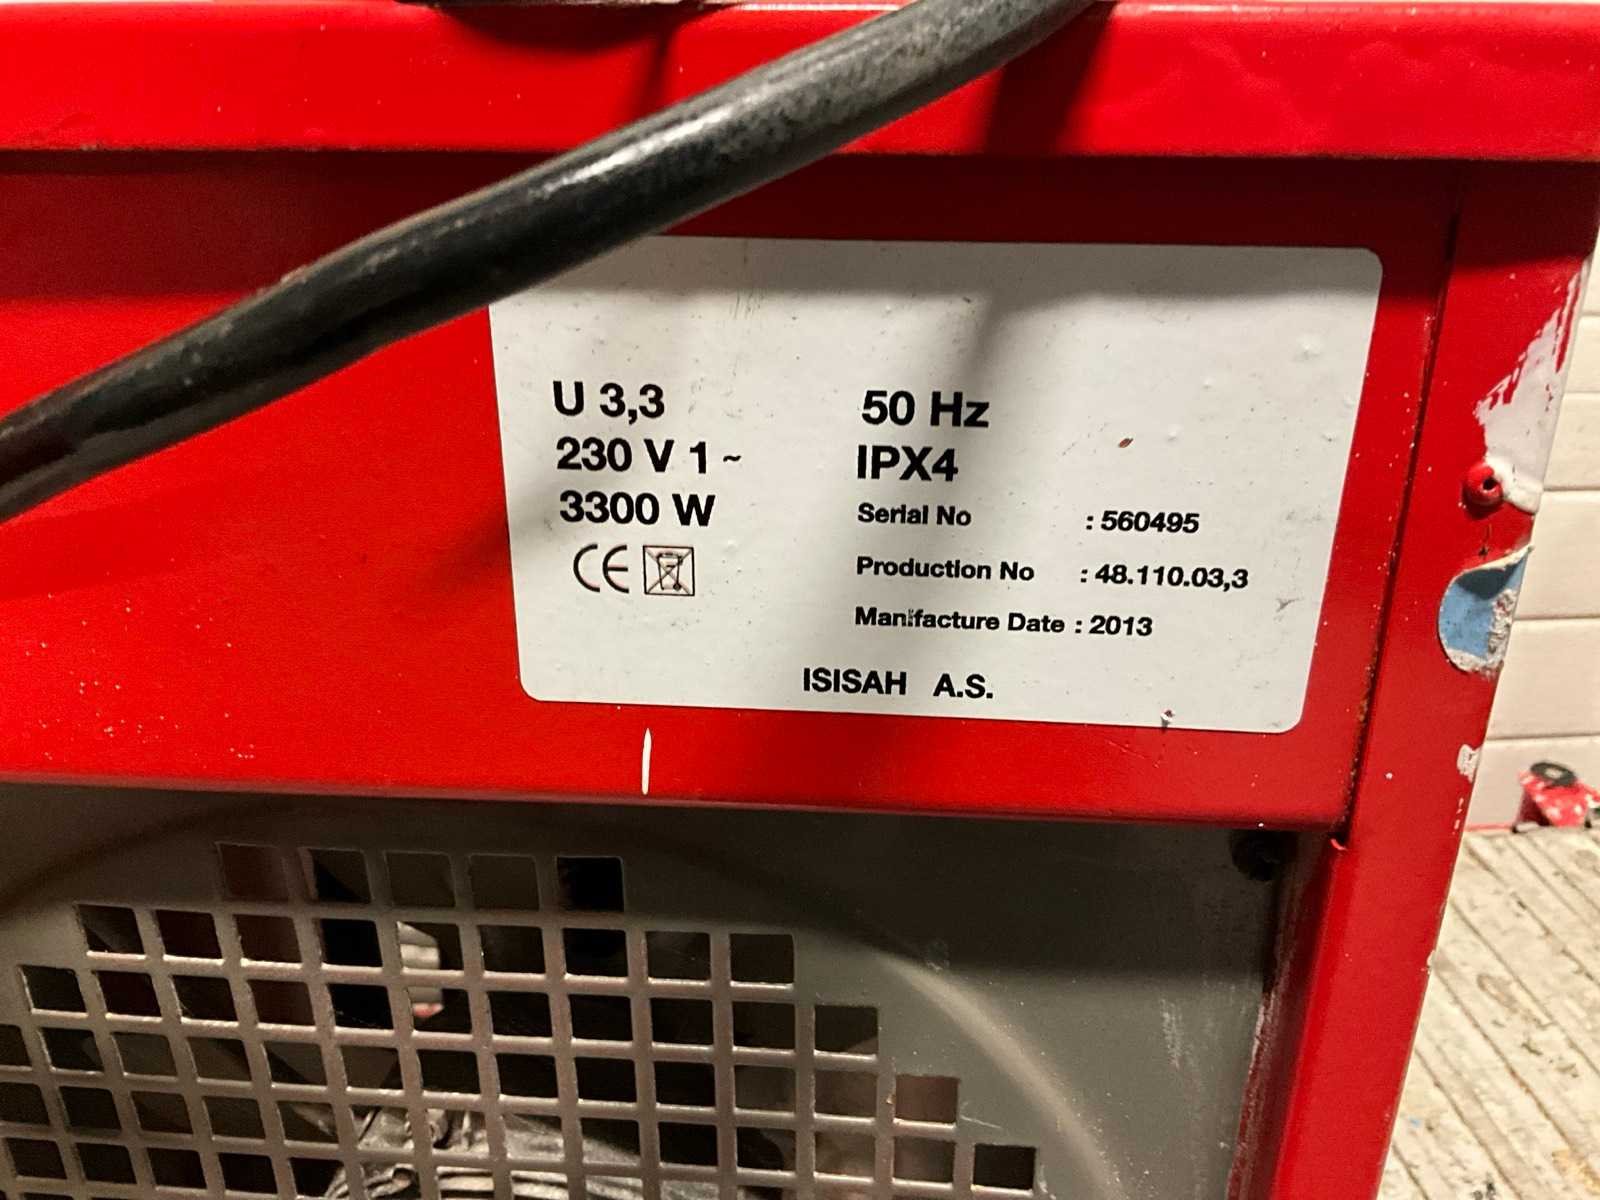 U 3,3
230 V 1 ~
3300 W
CE
50 Hz
IPX4
Serial No : 560495
Production No : 48.110.03,3
Manifacture Date : 2013
ISISAH A.S.